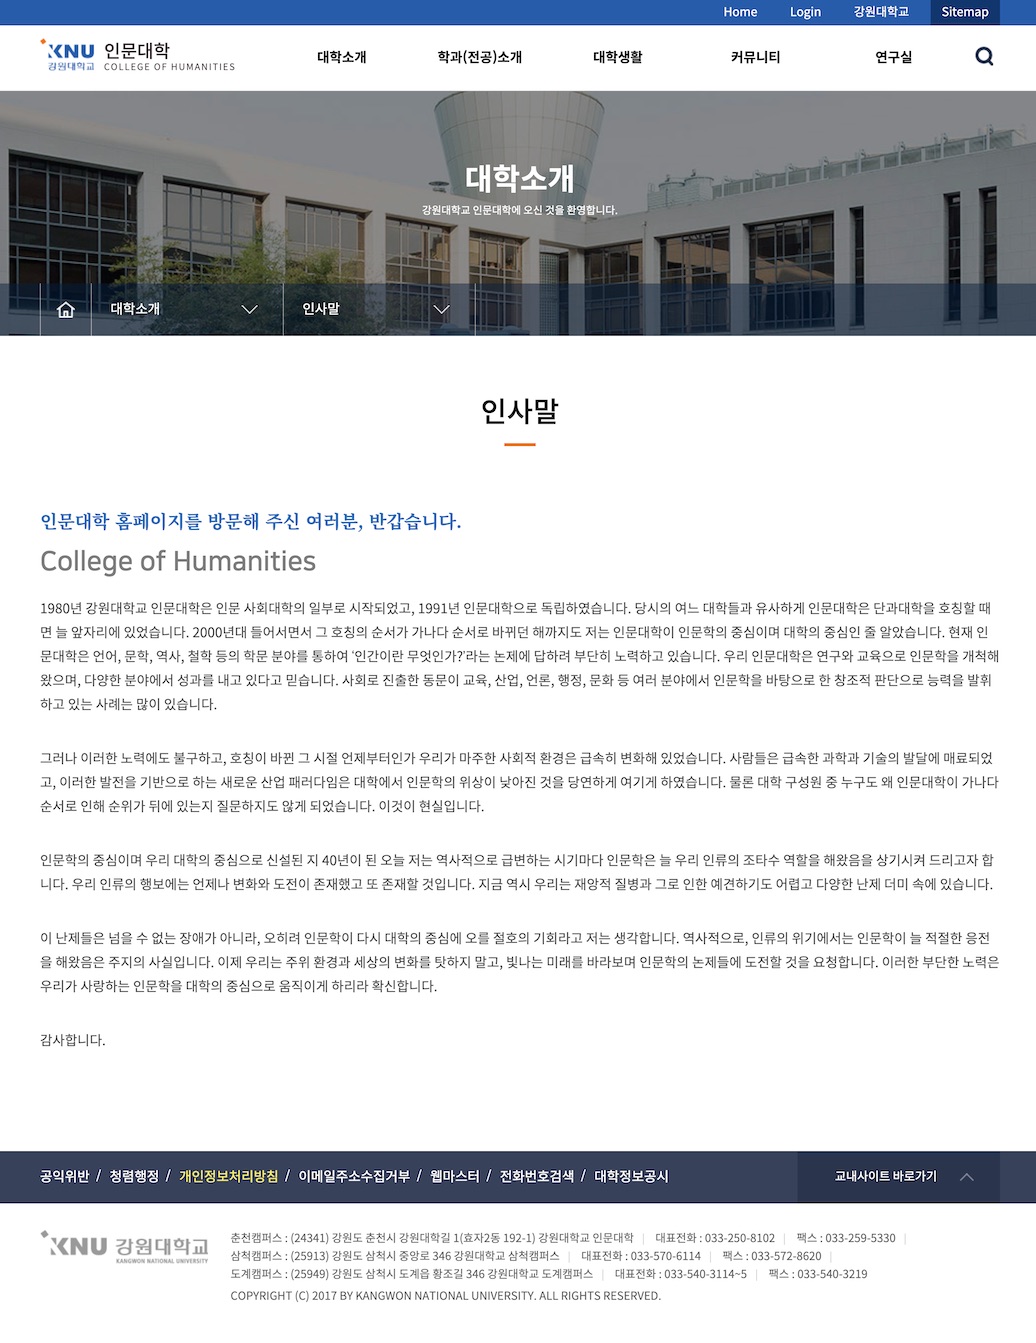 Home Login 강원대학교 Sitemap
KNU 강원대학교 인문대학 COLLEGE OF HUMANITIES
대학소개 학과(전공)소개 대학생활 커뮤니티 연구실
대학소개
강원대학교 인문대학에 오신 것을 환영합니다.
대학소개 인사말
인사말
인문대학 홈페이지를 방문해 주신 여러분, 반갑습니다.
College of Humanities
1980년 강원대학교 인문대학은 인문 사회대학의 일부로 시작되었고, 1991년 인문대학으로 독립하였습니다. 당시의 여느 대학들과 유사하게 인문대학은 단과대학을 호칭할 때
면 늘 앞자리에 있었습니다. 2000년대 들어서면서 그 호칭의 순서가 가나다 순서로 바뀌던 해까지도 저는 인문대학이 인문학의 중심이며 대학의 중심인 줄 알았습니다. 현재 인
문대학은 언어, 문학, 역사, 철학 등의 학문 분야를 통하여 '인간이란 무엇인가?'라는 논제에 답하려 부단히 노력하고 있습니다. 우리 인문대학은 연구와 교육으로 인문학을 개척해
왔으며, 다양한 분야에서 성과를 내고 있다고 믿습니다. 사회로 진출한 동문이 교육, 산업, 언론, 행정, 문화 등 여러 분야에서 인문학을 바탕으로 한 창조적 판단으로 능력을 발휘
하고 있는 사례는 많이 있습니다.
그러나 이러한 노력에도 불구하고, 호칭이 바뀐 그 시절 언제부터인가 우리가 마주한 사회적 환경은 급속히 변화해 있었습니다. 사람들은 급속한 과학과 기술의 발달에 매료되었
고, 이러한 발전을 기반으로 하는 새로운 산업 패러다임은 대학에서 인문학의 위상이 낮아진 것을 당연하게 여기게 하였습니다. 물론 대학 구성원 중 누구도 왜 인문대학이 가나다
순서로 인해 순위가 뒤에 있는지 질문하지도 않게 되었습니다. 이것이 현실입니다.
인문학의 중심이며 우리 대학의 중심으로 신설된 지 40년이 된 오늘 저는 역사적으로 급변하는 시기마다 인문학은 늘 우리 인류의 조타수 역할을 해왔음을 상기시켜 드리고자 합
니다. 우리 인류의 행보에는 언제나 변화와 도전이 존재했고 또 존재할 것입니다. 지금 역시 우리는 재앙적 질병과 그로 인한 예견하기도 어렵고 다양한 난제 더미 속에 있습니다.
이 난제들은 넘을 수 없는 장애가 아니라, 오히려 인문학이 다시 대학의 중심에 오를 절호의 기회라고 저는 생각합니다. 역사적으로, 인류의 위기에서는 인문학이 늘 적절한 응전
을 해왔음은 주지의 사실입니다. 이제 우리는 주위 환경과 세상의 변화를 탓하지 말고, 빛나는 미래를 바라보며 인문학의 논제들에 도전할 것을 요청합니다. 이러한 부단한 노력은
우리가 사랑하는 인문학을 대학의 중심으로 움직이게 하리라 확신합니다.
감사합니다.
공익위반 / 청렴행정 / 개인정보처리방침 / 이메일주소수집거부 / 웹마스터 / 전화번호검색 / 대학정보공시 교내사이트 바로가기
KNU 강원대학교 KANGWON NATIONAL UNIVERSITY
춘천캠퍼스 : (24341) 강원도 춘천시 강원대학길 1(효자2동 192-1) 강원대학교 인문대학 | 대표전화 : 033-250-8102 | 팩스 : 033-259-5330 |
삼척캠퍼스 : (25913) 강원도 삼척시 중앙로 346 강원대학교 삼척캠퍼스 | 대표전화 : 033-570-6114 | 팩스 : 033-572-8620 |
도계캠퍼스 : (25949) 강원도 삼척시 도계읍 황조길 346 강원대학교 도계캠퍼스 | 대표전화 : 033-540-3114~5 | 팩스 : 033-540-3219
COPYRIGHT (C) 2017 BY KANGWON NATIONAL UNIVERSITY. ALL RIGHTS RESERVED.